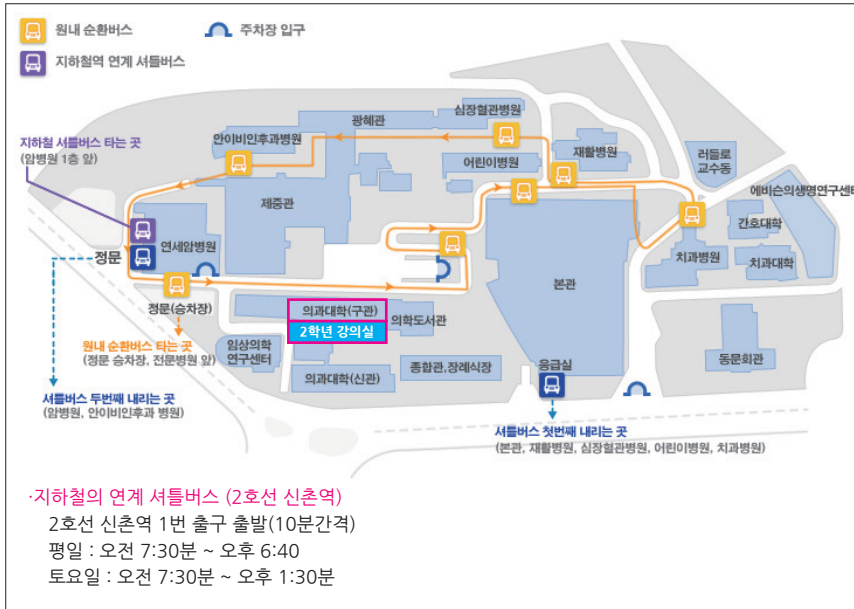 원내 순환버스
주차장 입구
지하철역 연계 셔틀버스
심장혈관병원
광혜관
안이비인후과병원
지하철 셔틀버스 타는 곳
(암병원 1층 앞)
어린이병원
재활병원
러들로
교수동
에비슨의생명연구센터
제중관
간호대학
연세암병원
정문
치과병원
치과대학
본관
정문(승차장)
의과대학(구관)
의학도서관
2학년 강의실
원내 순환버스 타는 곳
(정문 승차장, 전문병원 앞)
임상의학
연구센터
종합관,장례식장
응급실
동문회관
의과대학(신관)
셔틀버스 두번째 내리는 곳
(암병원, 안이비인후과 병원)
셔틀버스 첫번째 내리는 곳
(본관, 재활병원, 심장혈관병원, 어린이병원, 치과병원)
·지하철의 연계 셔틀버스 (2호선 신촌역)
2호선 신촌역 1번 출구 출발(10분간격)
평일 : 오전 7:30분 ~ 오후 6:40
토요일 : 오전 7:30분 ~ 오후 1:30분